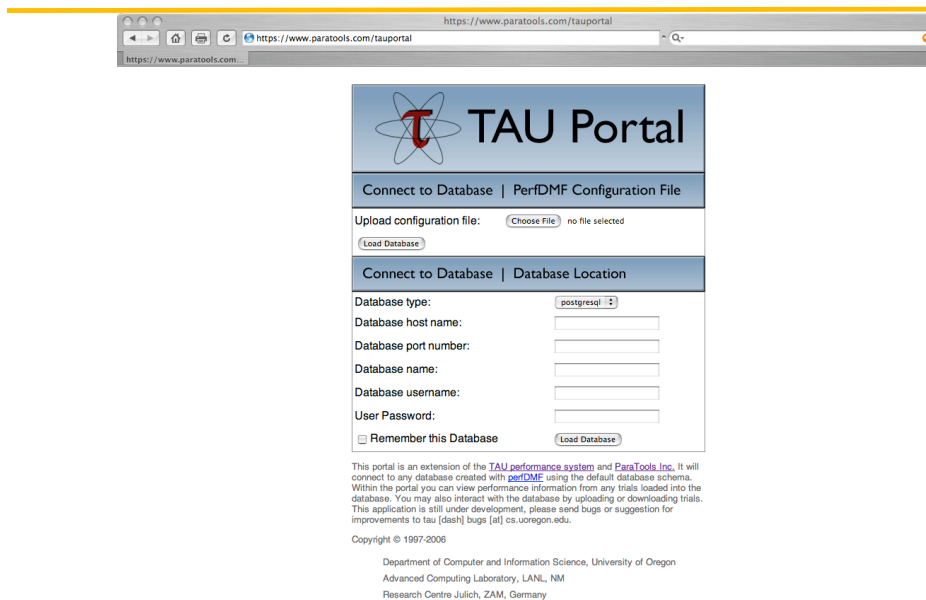 https://www.paratools.com/tauportal
https://www.paratools.com/tauportal
https://www.paratools.com...
τ TAU Portal
Connect to Database | PerfDMF Configuration File
Upload configuration file: Choose File no file selected
Load Database
Connect to Database | Database Location
Database type: postgresql
Database host name:
Database port number:
Database name:
Database username:
User Password:
Remember this Database Load Database
This portal is an extension of the TAU performance system and ParaTools Inc. It will
connect to any database created with perfDMF using the default database schema.
Within the portal you can view performance information from any trials loaded into the
database. You may also interact with the database by uploading or downloading trials.
This application is still under development, please send bugs or suggestion for
improvements to tau [dash] bugs [at] cs.uoregon.edu.
Copyright © 1997-2006
Department of Computer and Information Science, University of Oregon
Advanced Computing Laboratory, LANL, NM
Research Centre Julich, ZAM, Germany